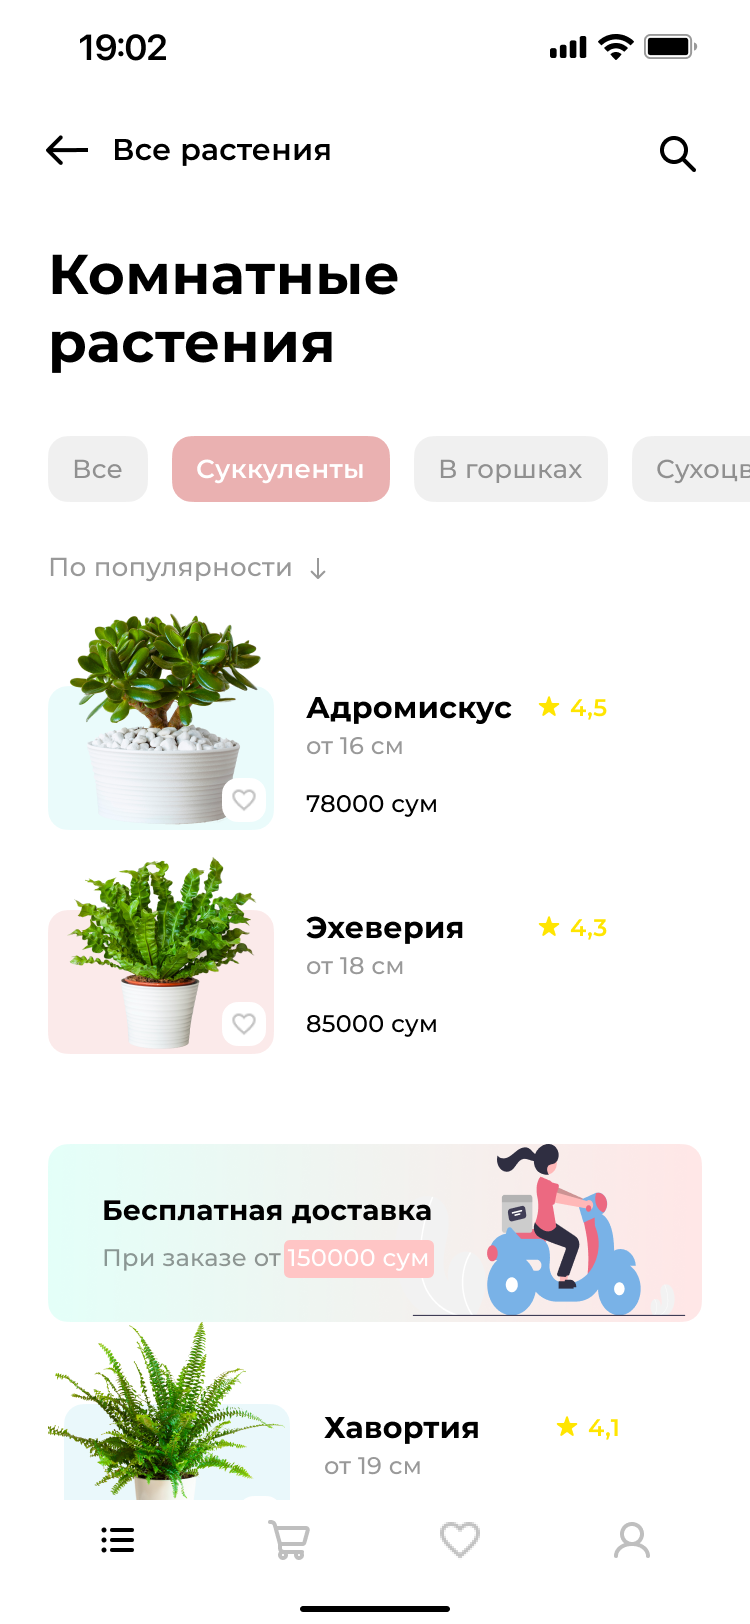 19:02
Все растения
Комнатные
растения
Все
Суккуленты
В горшках
Сухоцв
По популярности
Адромискус
4,5
от 16 см
78000 сум
Эхеверия
4,3
от 18 см
85000 сум
Бесплатная доставка
При заказе от 150000 сум
Хавортия
4,1
от 19 см